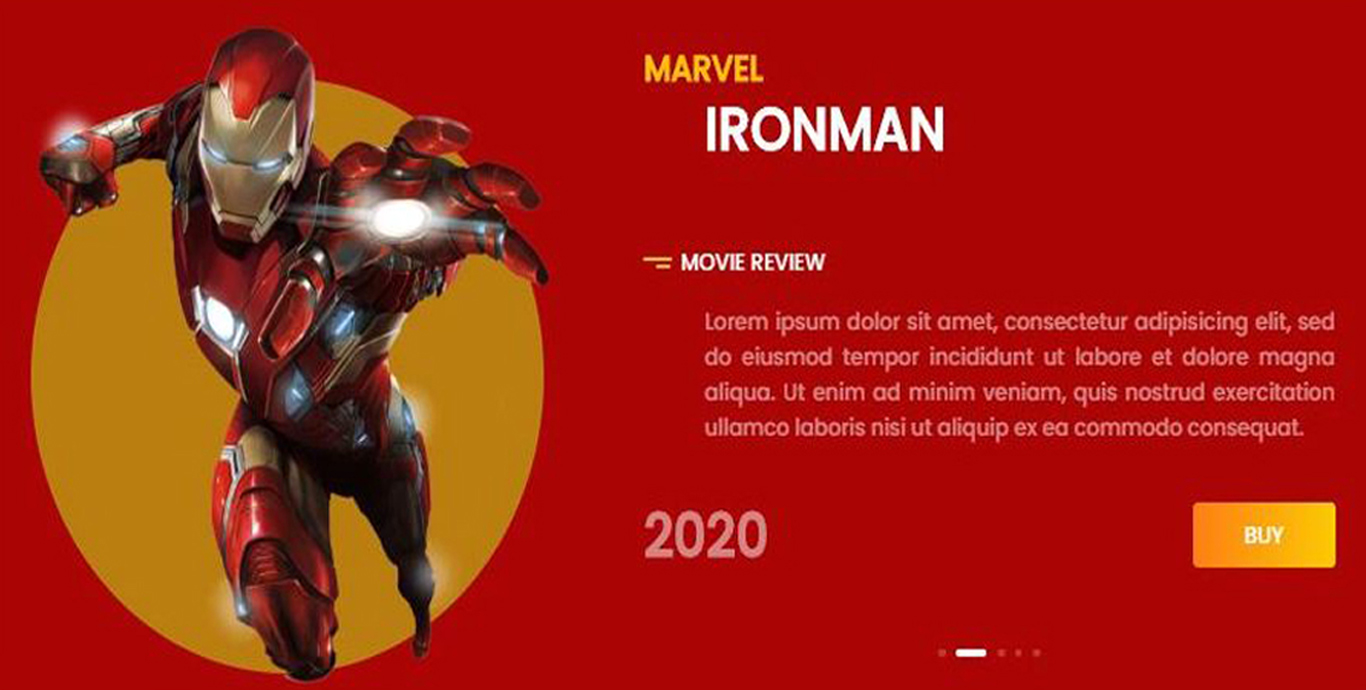 MARVEL
IRONMAN
MOVIE REVIEW
Lorem ipsum dolor sit amet, consectetur adipisicing elit, sed
do eiusmod tempor incididunt ut labore et dolore magna
aliqua. Ut enim ad minim veniam, quis nostrud exercitation
ullamco laboris nisi ut aliquip ex ea commodo consequat.
2020
BUY